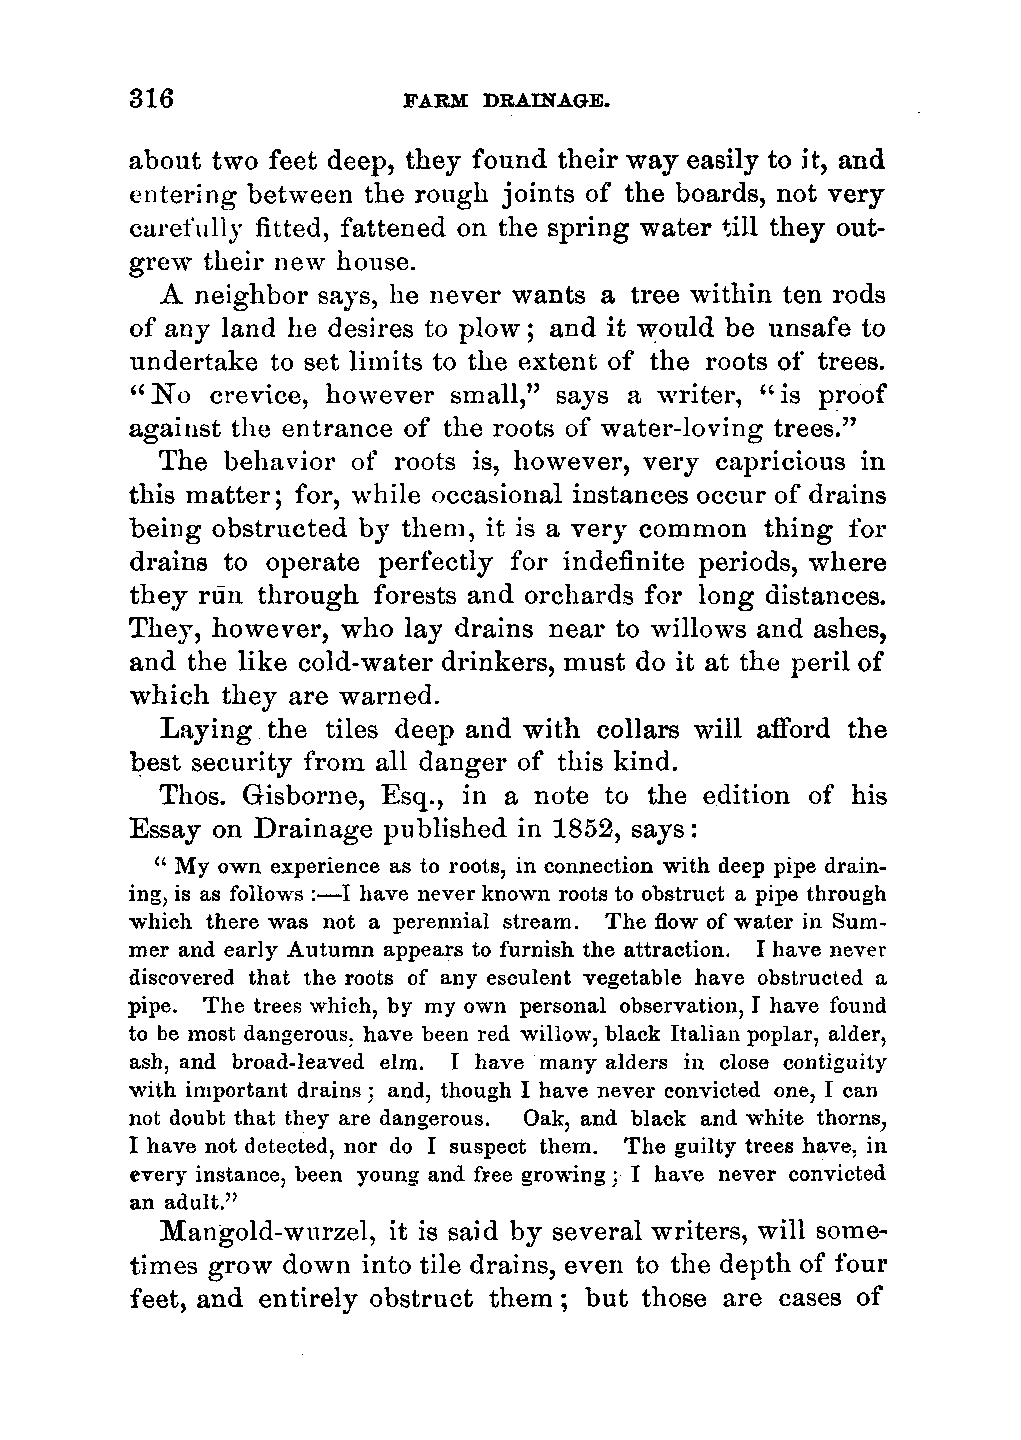 316 FARM DRAINAGE.
about two feet deep, they found their way easily to it, and
entering between the rough joints of the boards, not very
carefully fitted, fattened on the spring water till they out-
grew their new house.
A neighbor says, he never wants a tree within ten rods
of any land he desires to plow; and it would be unsafe to
undertake to set limits to the extent of the roots of trees.
"No crevice, however small," says a writer, "is proof
against the entrance of the roots of water-loving trees."
The behavior of roots is, however, very capricious in
this matter; for, while occasional instances occur of drains
being obstructed by them, it is a very common thing for
drains to operate perfectly for indefinite periods, where
they run through forests and orchards for long distances.
They, however, who lay drains near to willows and ashes,
and the like cold-water drinkers, must do it at the peril of
which they are warned.
Laying the tiles deep and with collars will afford the
best security from all danger of this kind.
Thos. Gisborne, Esq., in a note to the edition of his
Essay on Drainage published in 1852, says:
"My own experience as to roots, in connection with deep pipe drain-
ing, is as follows:—I have never known roots to obstruct a pipe through
which there was not a perennial stream. The flow of water in Sum-
mer and early Autumn appears to furnish the attraction. I have never
discovered that the roots of any esculent vegetable have obstructed a
pipe. The trees which, by my own personal observation, I have found
to be most dangerous, have been red willow, black Italian poplar, alder,
ash, and broad-leaved elm. I have many alders in close contiguity
with important drains; and, though I have never convicted one, I can
not doubt that they are dangerous. Oak, and black and white thorns,
I have not detected, nor do I suspect them. The guilty trees have, in
every instance, been young and free growing; I have never convicted
an adult."
Mangold-wurzel, it is said by several writers, will some-
times grow down into tile drains, even to the depth of four
feet, and entirely obstruct them; but those are cases of